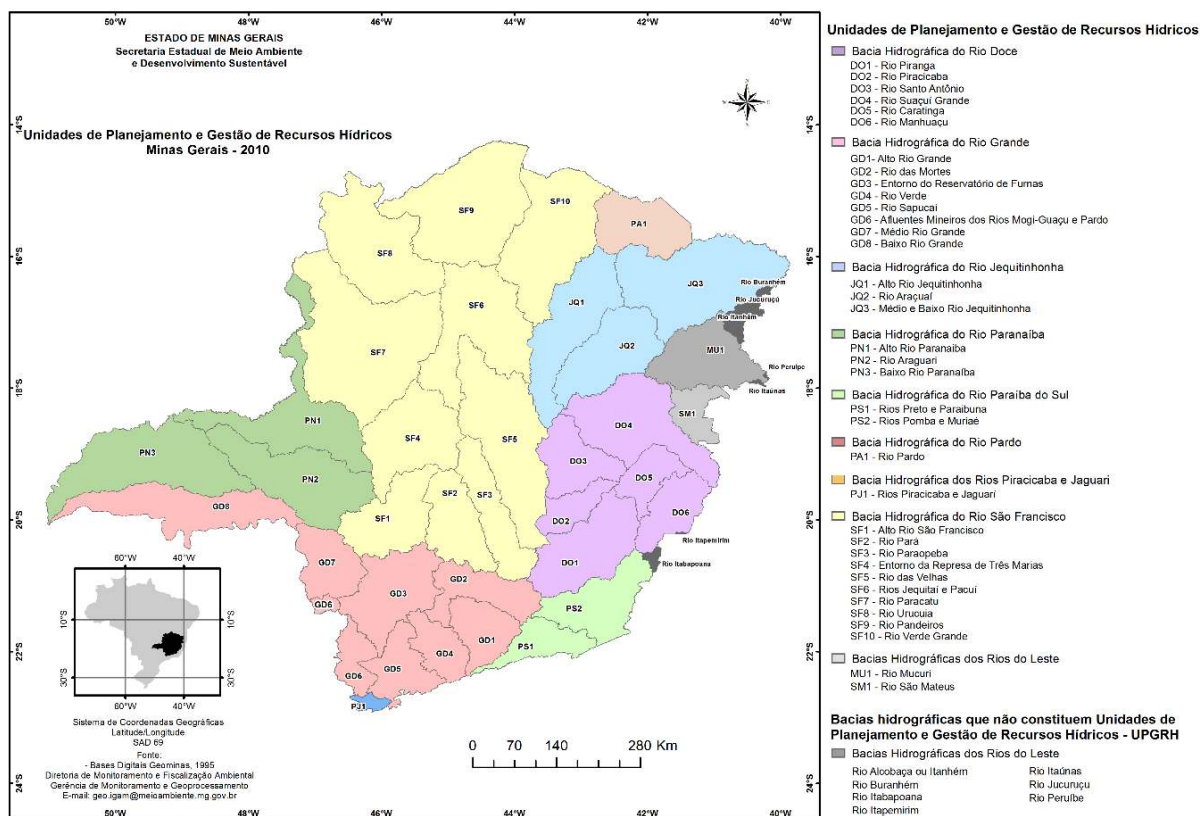 48°W
46°W
44°W
42°W
40°W
ESTADO DE MINAS GERAIS
Secretaria Estadual de Meio Ambiente
e Desenvolvimento Sustentável
Unidades de Planejamento e Gestão de Recursos Hídricos
Minas Gerais - 2010
14°S
16°S
18°S
20°S
22°S
24°S
14°S
16°S
18°S
20°S
22°S
24°S
SF9
SF10
PA1
SF8
SF6
JQ1
JQ3
Rio Buranhém
Rio Jucuruçú
Rio Itanhém
SF7
JQ2
MU1
Rio Peruípe
Rio Itaúnas
PN1
SM1
SF4
SF5
DO4
PN3
DO3
PN2
DO5
SF2
SF3
GD8
SF1
DO2
DO6
Rio Itapemirim
GD7
DO1
Rio Itabapoana
GD2
GD3
GD6
PS2
GD1
PS1
GD4
GD6
GD5
PJ1
60°W
40°W
10°S
10°S
30°S
30°S
60°W
40°W
Sistema de Coordenadas Geográficas
Latitude/Longitude
SAD 69
Fonte:
- Bases Digitais Geominas, 1995
Diretoria de Monitoramento e Fiscalização Ambiental
Gerência de Monitoramento e Geoprocessamento
E-mail: geo.igam@meioambiente.mg.gov.br
0 70 140 280 Km
50°W
48°W
46°W
44°W
42°W
40°W
Unidades de Planejamento e Gestão de Recursos Hídricos
Bacia Hidrográfica do Rio Doce
DO1 - Rio Piranga
DO2 - Rio Piracicaba
DO3 - Rio Santo Antônio
DO4 - Rio Suaçuí Grande
DO5 - Rio Caratinga
DO6 - Rio Manhuaçu
Bacia Hidrográfica do Rio Grande
GD1- Alto Rio Grande
GD2 - Rio das Mortes
GD3 - Entorno do Reservatório de Furnas
GD4 - Rio Verde
GD5 - Rio Sapucaí
GD6 - Afluentes Mineiros dos Rios Mogi-Guaçu e Pardo
GD7 - Médio Rio Grande
GD8 - Baixo Rio Grande
Bacia Hidrográfica do Rio Jequitinhonha
JQ1 - Alto Rio Jequitinhonha
JQ2 - Rio Araçuaí
JQ3 - Médio e Baixo Rio Jequitinhonha
Bacia Hidrográfica do Rio Paranaíba
PN1 - Alto Rio Paranaíba
PN2 - Rio Araguari
PN3 - Baixo Rio Paranaíba
Bacia Hidrográfica do Rio Paraíba do Sul
PS1 - Rios Preto e Paraibuna
PS2 - Rios Pomba e Muriaé
Bacia Hidrográfica do Rio Pardo
PA1 - Rio Pardo
Bacia Hidrográfica dos Rios Piracicaba e Jaguari
PJ1 - Rios Piracicaba e Jaguarí
Bacia Hidrográfica do Rio São Francisco
SF1 - Alto Rio São Francisco
SF2 - Rio Pará
SF3 - Rio Paraopeba
SF4 - Entorno da Represa de Três Marias
SF5 - Rio das Velhas
SF6 - Rios Jequitaí e Pacuí
SF7 - Rio Paracatu
SF8 - Rio Urucuia
SF9 - Rio Pandeiros
SF10 - Rio Verde Grande
Bacias Hidrográficas dos Rios do Leste
MU1 - Rio Mucuri
SM1 - Rio São Mateus
Bacias hidrográficas que não constituem Unidades de
Planejamento e Gestão de Recursos Hídricos - UPGRH
Bacias Hidrográficas dos Rios do Leste
Rio Alcobaça ou Itanhém
Rio Buranhém
Rio Itabapoana
Rio Itapemirim
Rio Itaúnas
Rio Jucuruçu
Rio Peruíbe